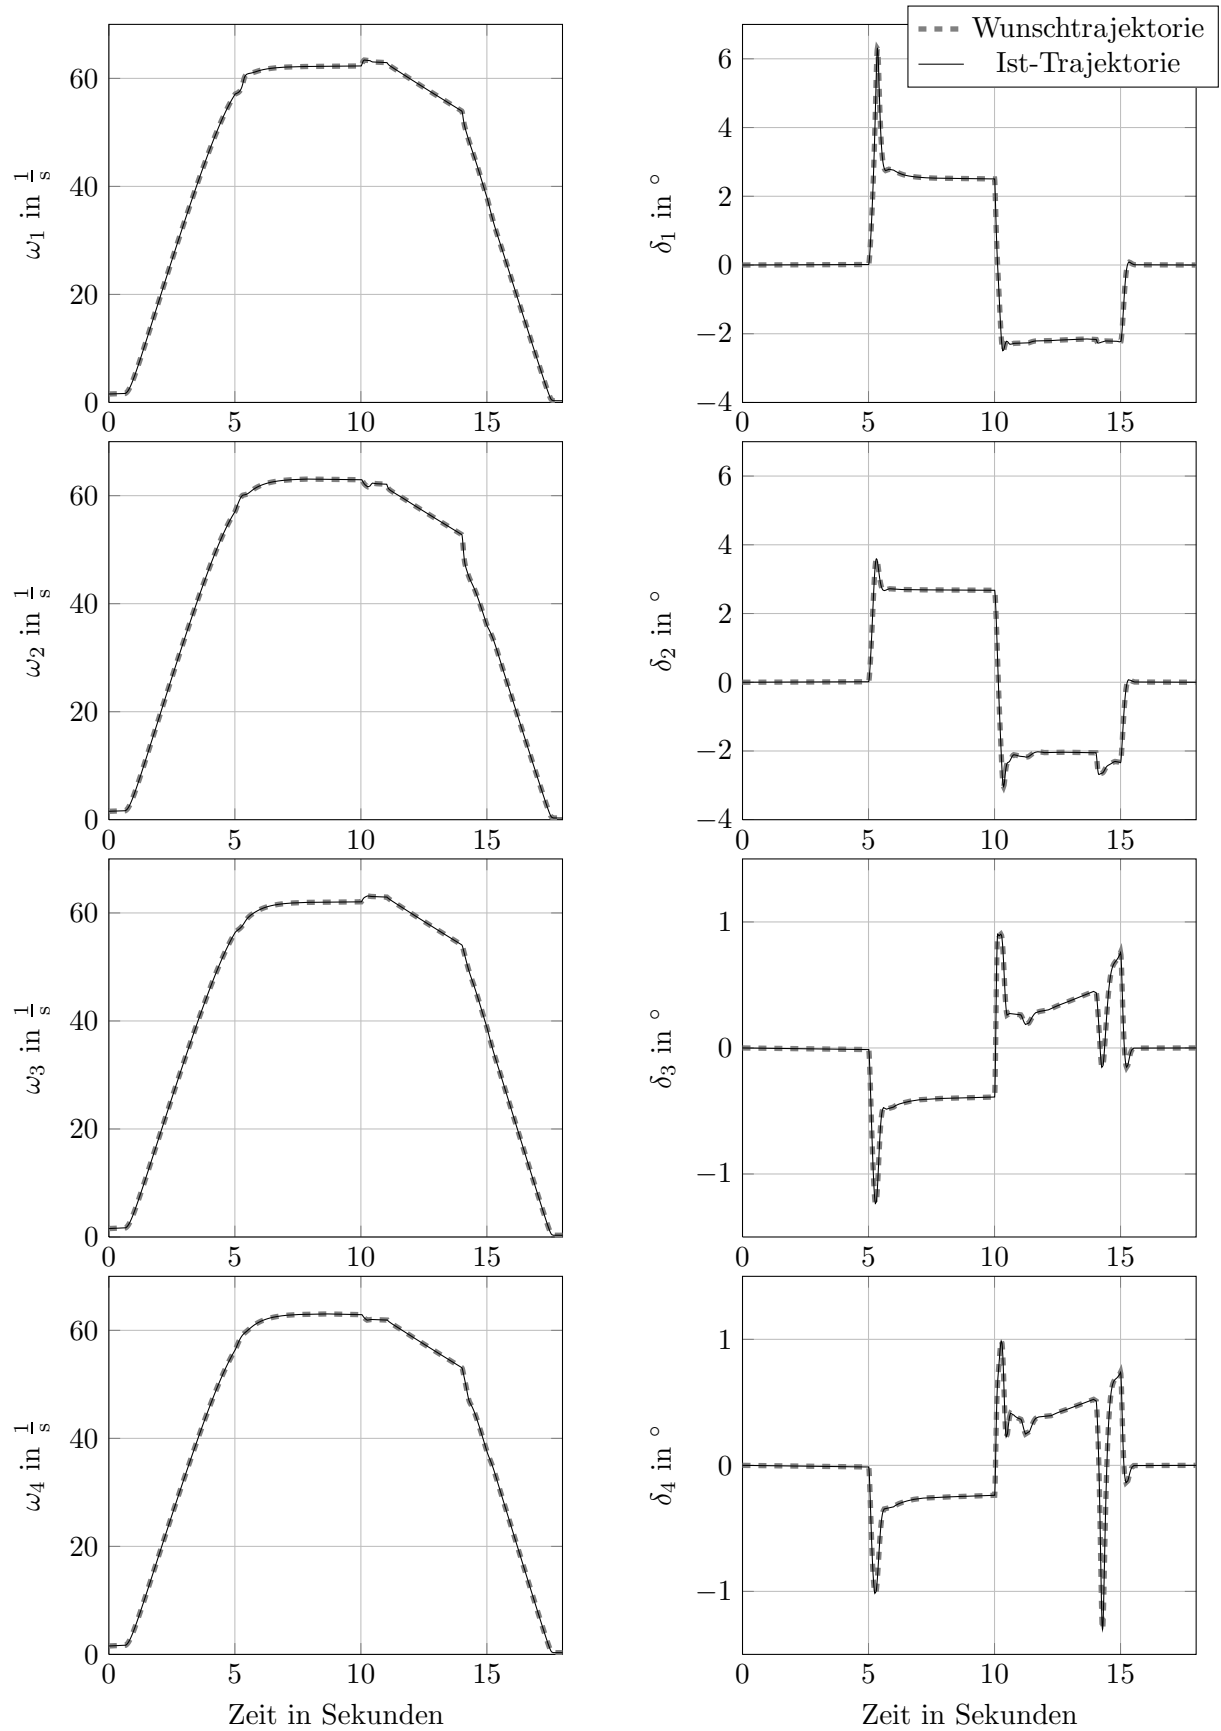 Wunschtrajektorie
Ist-Trajektorie
60
40
20
0
0 5 10 15
ω₁ in 1/s
6
4
2
0
−2
−4
0 5 10 15
δ₁ in °
60
40
20
0
0 5 10 15
ω₂ in 1/s
6
4
2
0
−2
−4
0 5 10 15
δ₂ in °
60
40
20
0
0 5 10 15
ω₃ in 1/s
1
0
−1
0 5 10 15
δ₃ in °
60
40
20
0
0 5 10 15
ω₄ in 1/s
Zeit in Sekunden
1
0
−1
0 5 10 15
δ₄ in °
Zeit in Sekunden